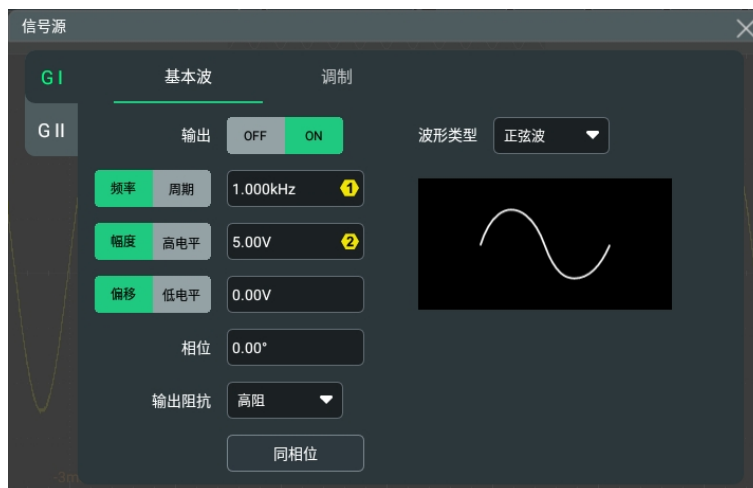 信号源
G I
基本波
调制
G II
输出
OFF
ON
波形类型
正弦波
频率
周期
1.000kHz
1
幅度
高电平
5.00V
2
偏移
低电平
0.00V
相位
0.00°
输出阻抗
高阻
同相位